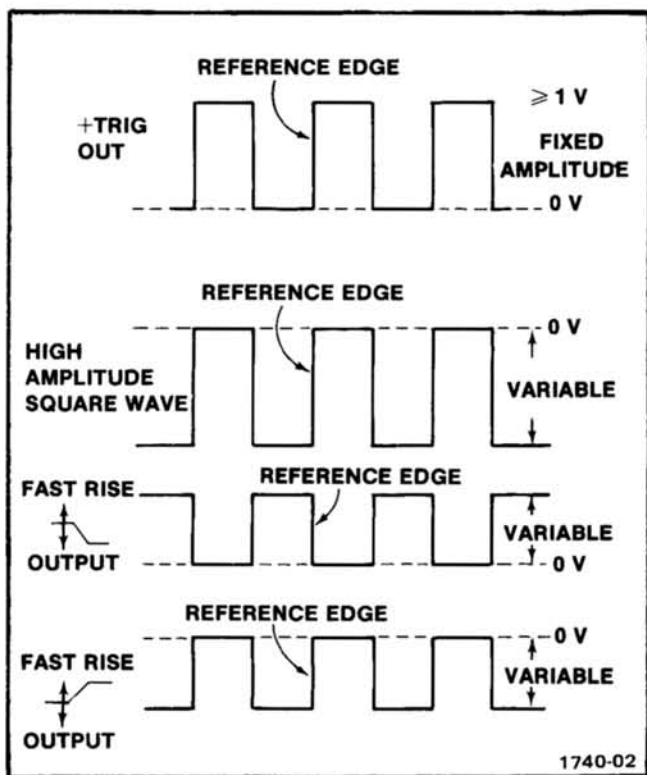 REFERENCE EDGE
+TRIG
OUT
≥ 1 V
FIXED
AMPLITUDE
0 V
REFERENCE EDGE
0 V
HIGH
AMPLITUDE
SQUARE WAVE
VARIABLE
FAST RISE
OUTPUT
REFERENCE EDGE
VARIABLE
0 V
REFERENCE EDGE
FAST RISE
OUTPUT
0 V
VARIABLE
1740-02